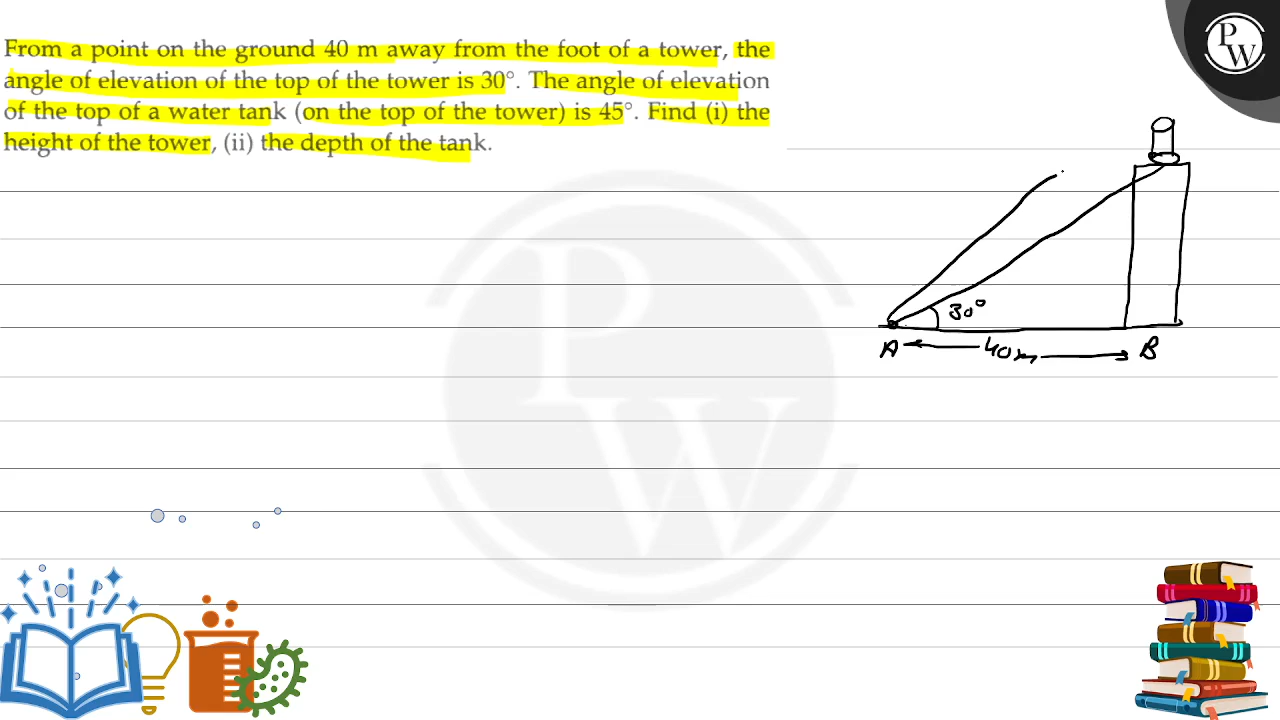 From a point on the ground 40 m away from the foot of a tower, the
angle of elevation of the top of the tower is 30°. The angle of elevation
of the top of a water tank (on the top of the tower) is 45°. Find (i) the
height of the tower, (ii) the depth of the tank.
PW
30°
A 40m B
PW